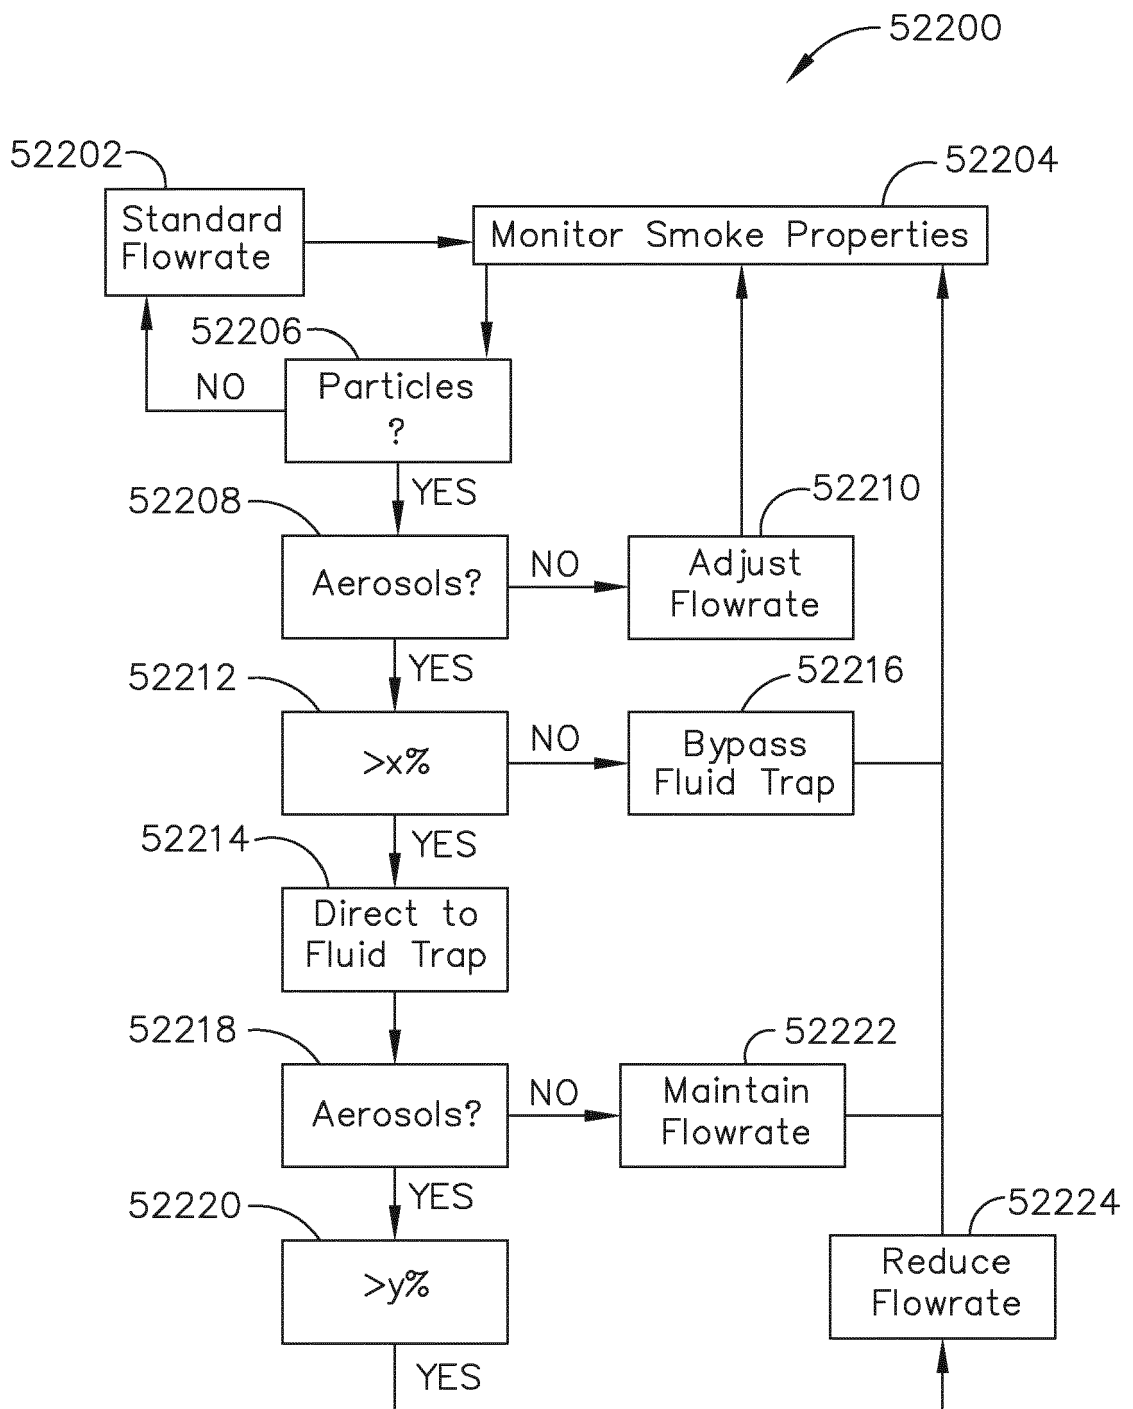 52200
52202
52204
Standard
Flowrate
Monitor Smoke Properties
52206
NO
Particles
?
YES
52208
52210
Aerosols?
NO
Adjust
Flowrate
YES
52212
52216
>x%
NO
Bypass
Fluid Trap
YES
52214
Direct to
Fluid Trap
52218
52222
Aerosols?
NO
Maintain
Flowrate
YES
52220
52224
>y%
Reduce
Flowrate
YES